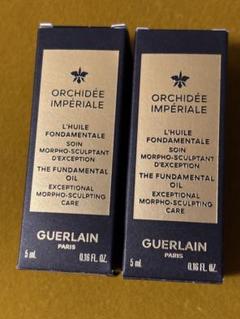 ORCHIDÉE
IMPÉRIALE
L'HUILE
FONDAMENTALE
SOIN
MORPHO-SCULPTANT
D'EXCEPTION
THE FUNDAMENTAL
OIL
EXCEPTIONAL
MORPHO-SCULPTING
CARE
GUERLAIN
PARIS
5 ml 0.16 FL. OZ.
ORCHIDÉE
IMPÉRIALE
L'HUILE
FONDAMENTALE
SOIN
MORPHO-SCULPTANT
D'EXCEPTION
THE FUNDAMENTAL
OIL
EXCEPTIONAL
MORPHO-SCULPTING
CARE
GUERLAIN
PARIS
5 ml 0.16 FL. OZ.